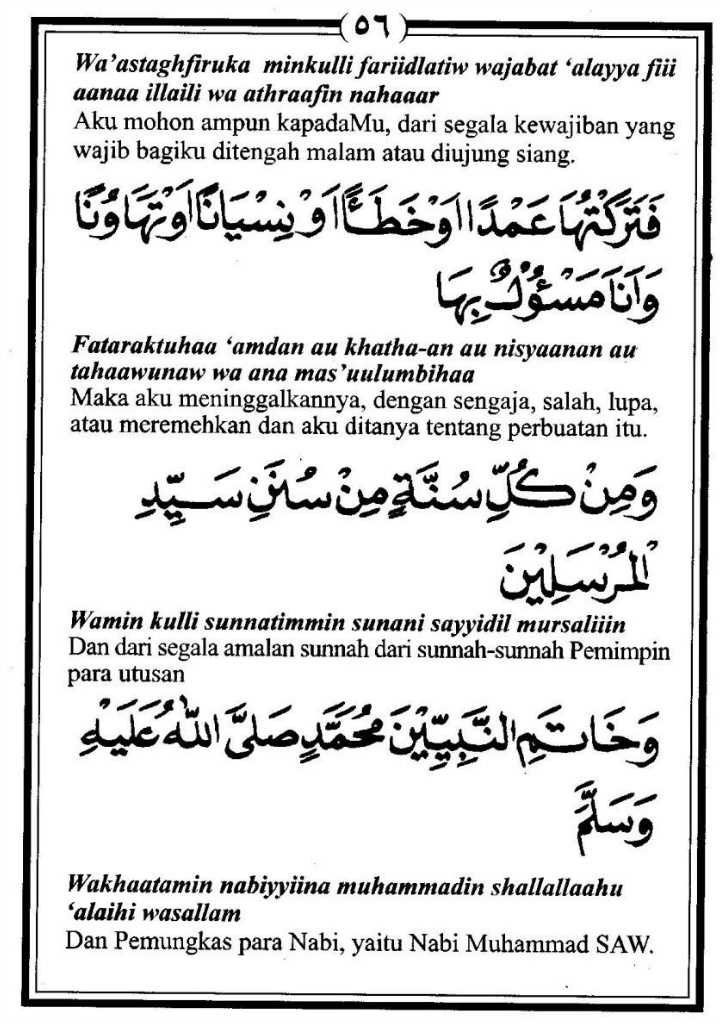 (٥٦)
Wa’astaghfiruka minkulli fariidlatiw wajabat ‘alayya fiii
aanaa illaili wa athraafin nahaaar
Aku mohon ampun kapadaMu, dari segala kewajiban yang
wajib bagiku ditengah malam atau diujung siang.
فَتَرَكْتُهَا عَمْدًا اَوْ خَطَـأً اَوْ نِسْيَانًا اَوْ تَهَاوُنًا
وَاَنَا مَسْؤُلٌ بِهَا
Fataraktuhaa ‘amdan au khatha-an au nisyaanan au
tahaawunaw wa ana mas’uulumbihaa
Maka aku meninggalkannya, dengan sengaja, salah, lupa,
atau meremehkan dan aku ditanya tentang perbuatan itu.
وَمِنْ كُلِّ سُنَّةٍ مِنْ سُنَنِ سَيِّدِ
الْمُرْسَلِيْنَ
Wamin kulli sunnatimmin sunani sayyidil mursaliiin
Dan dari segala amalan sunnah dari sunnah-sunnah Pemimpin
para utusan
وَخَاتَمِ النَّبِيِّيْنَ مُحَمَّدٍ صَلَّى اللّٰهُ عَلَيْهِ
وَسَلَّمَ
Wakhaatamin nabiyyiina muhammadin shallallaahu
‘alaihi wasallam
Dan Pemungkas para Nabi, yaitu Nabi Muhammad SAW.